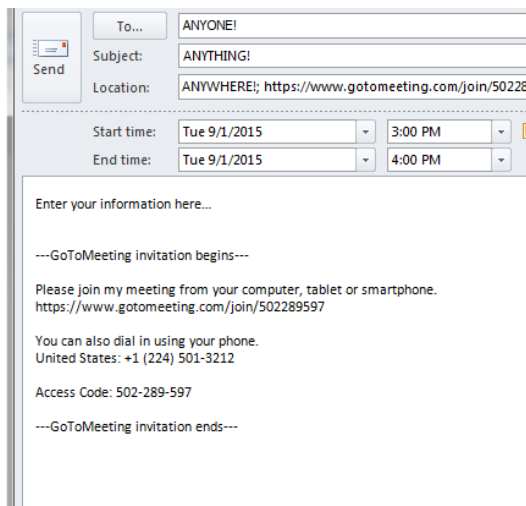 To...
ANYONE!
Send
Subject:
ANYTHING!
Location:
ANYWHERE!; https://www.gotomeeting.com/join/50228
Start time:
Tue 9/1/2015
3:00 PM
End time:
Tue 9/1/2015
4:00 PM
Enter your information here...
---GoToMeeting invitation begins---
Please join my meeting from your computer, tablet or smartphone.
https://www.gotomeeting.com/join/502289597
You can also dial in using your phone.
United States: +1 (224) 501-3212
Access Code: 502-289-597
---GoToMeeting invitation ends---